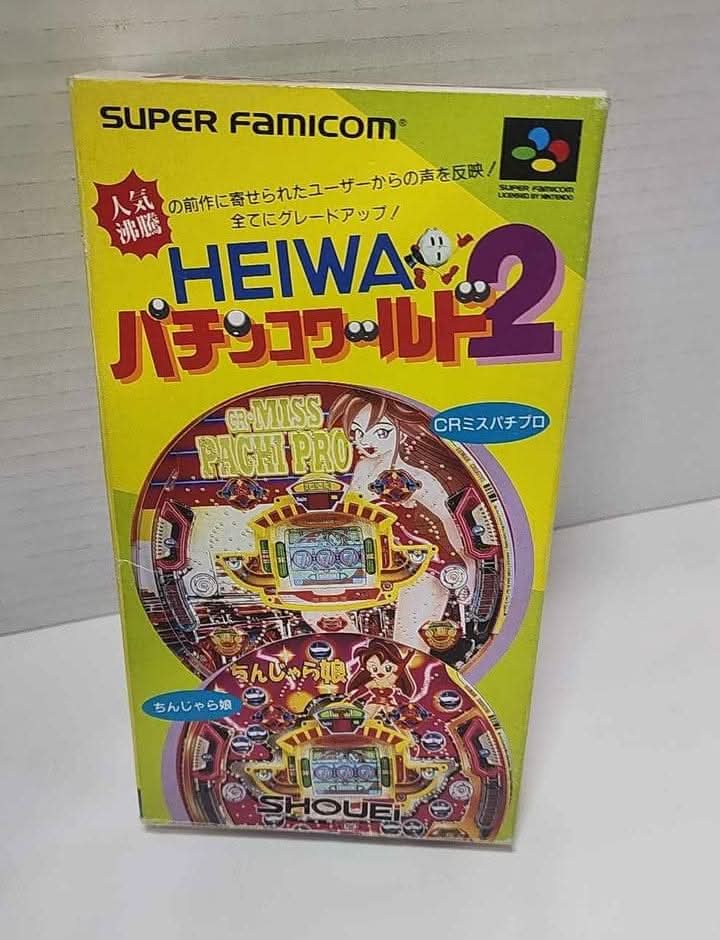 SUPER FAMICOM®
SUPER FAMICOM
LICENSED BY NINTENDO
人気
沸騰
の前作に寄せられたユーザーからの声を反映!
全てにグレードアップ!
HEIWA
パチンコワールド2
CR・MISS
PACHI PRO
CRミスパチプロ
777
ちんじゃら娘
ちんじゃら娘
SHOUEi